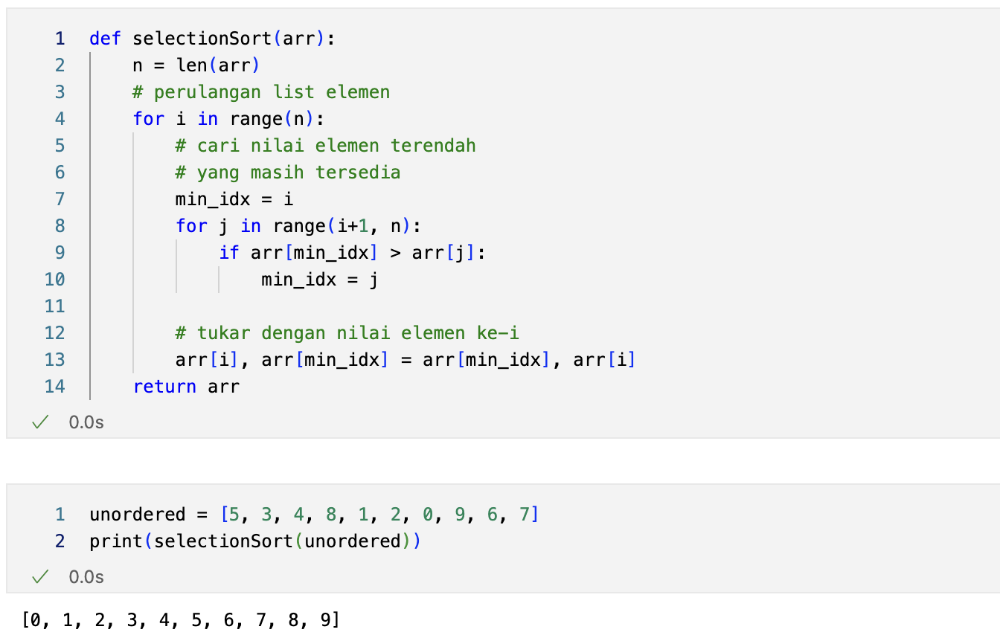 1 def selectionSort(arr):
2     n = len(arr)
3     # perulangan list elemen
4     for i in range(n):
5         # cari nilai elemen terendah
6         # yang masih tersedia
7         min_idx = i
8         for j in range(i+1, n):
9             if arr[min_idx] > arr[j]:
10                 min_idx = j
11
12         # tukar dengan nilai elemen ke-i
13         arr[i], arr[min_idx] = arr[min_idx], arr[i]
14     return arr
✓ 0.0s
1 unordered = [5, 3, 4, 8, 1, 2, 0, 9, 6, 7]
2 print(selectionSort(unordered))
✓ 0.0s
[0, 1, 2, 3, 4, 5, 6, 7, 8, 9]